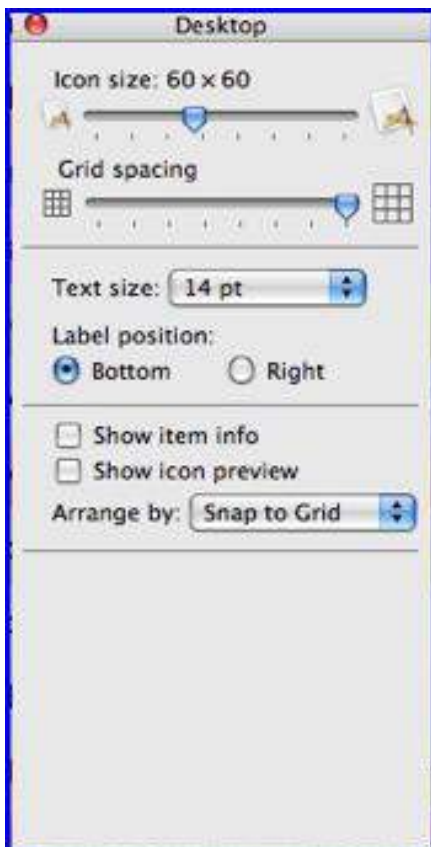 Desktop
Icon size: 60 × 60
Grid spacing
Text size: 14 pt
Label position:
Bottom Right
Show item info
Show icon preview
Arrange by: Snap to Grid